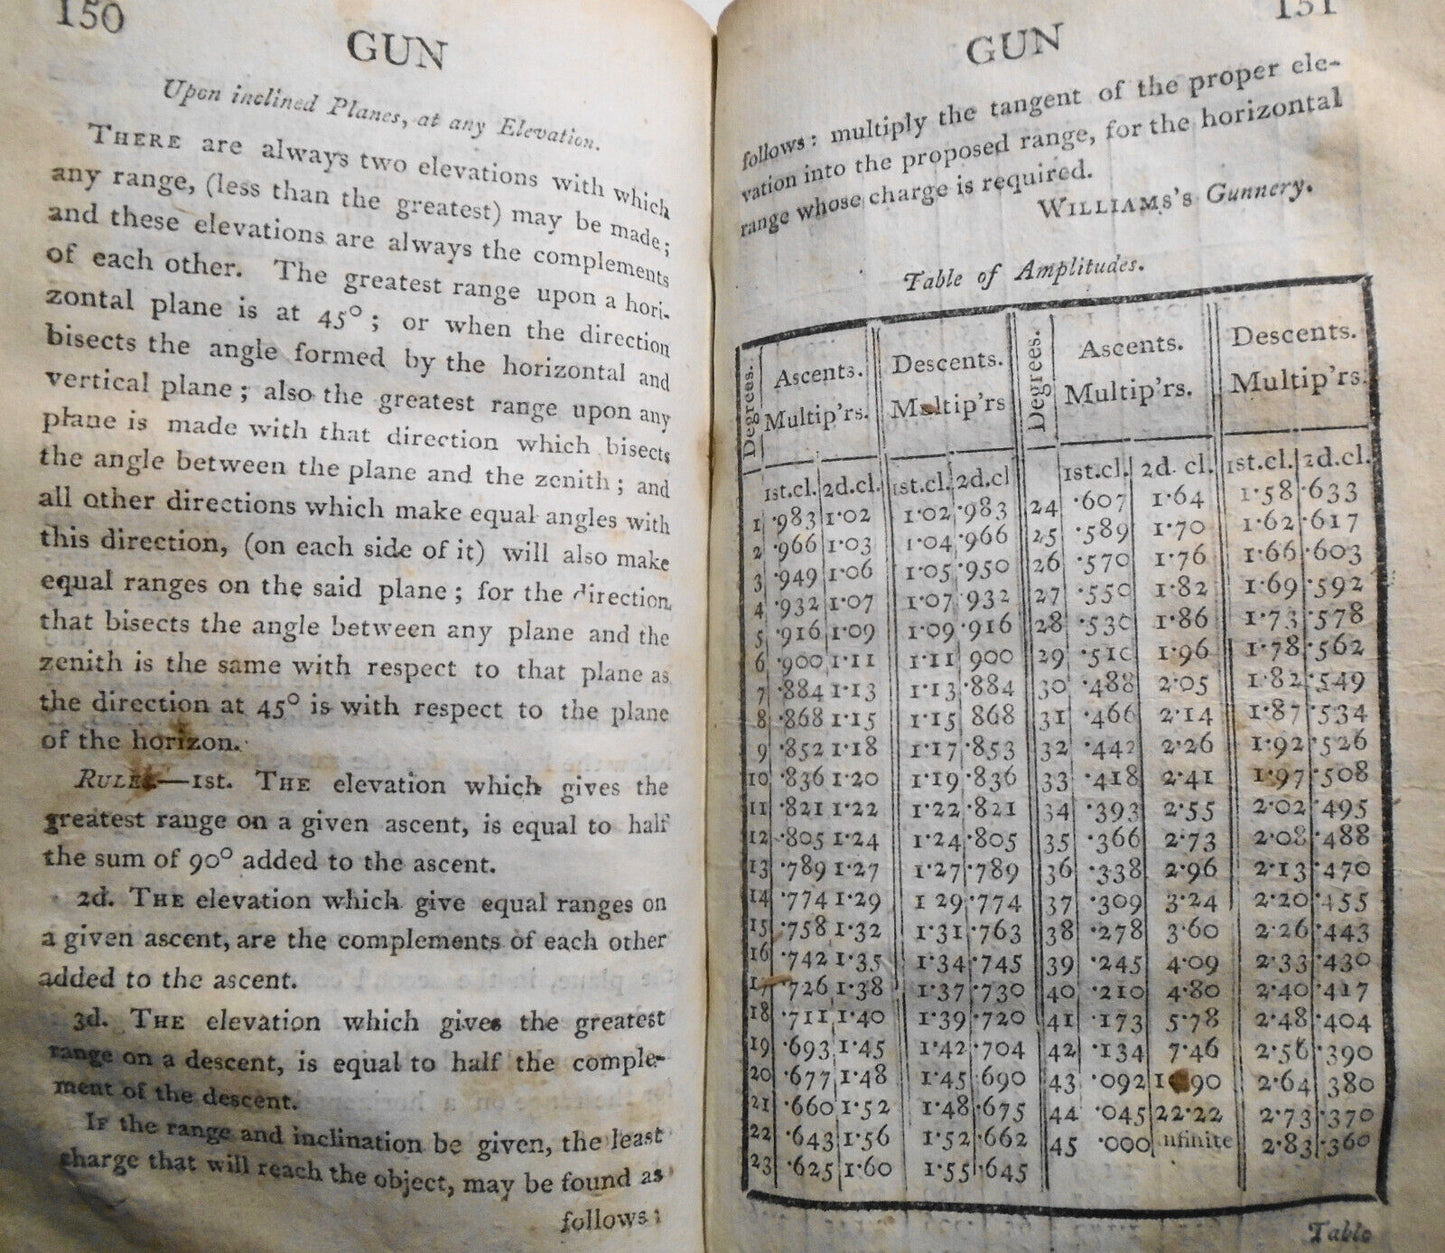 150
GUN
Upon inclined Planes, at any Elevation.
THERE are always two elevations with which
any range, (less than the greatest) may be made;
and these elevations are always the complements
of each other. The greatest range upon a hori-
zontal plane is at 45°; or when the direction
bisects the angle formed by the horizontal and
vertical plane; also the greatest range upon any
plane is made with that direction which bisects
the angle between the plane and the zenith; and
all other directions which make equal angles with
this direction, (on each side of it) will also make
equal ranges on the said plane; for the direction
that bisects the angle between any plane and the
zenith is the same with respect to that plane as
the direction at 45° is with respect to the plane
of the horizon.
RULE—1st. THE elevation which gives the
greatest range on a given ascent, is equal to half
the sum of 90° added to the ascent.
2d. THE elevation which give equal ranges on
a given ascent, are the complements of each other
added to the ascent.
3d. THE elevation which gives the greatest
range on a descent, is equal to half the comple-
ment of the descent.
IF the range and inclination be given, the least
charge that will reach the object, may be found as
follows:
151
GUN
follows: multiply the tangent of the proper ele-
vation into the proposed range, for the horizontal
range whose charge is required.
WILLIAMS's Gunnery.
Table of Amplitudes.
Degrees. Ascents. Multip'rs. Descents. Multip'rs Degrees. Ascents. Multip'rs. Descents. Multip'rs.
1st.cl. 2d.cl. 1st.cl. 2d.cl 1st.cl. 2d. cl. 1st.cl. 2d.cl.
1 ·983 1·02 1·02 ·983 24 ·607 1·64 1·58 ·633
2 ·966 1·03 1·04 ·966 25 ·589 1·70 1·62 ·617
3 ·949 1·06 1·05 ·950 26 ·570 1·76 1·66 ·603
4 ·932 1·07 1·07 ·932 27 ·550 1·82 1·69 ·592
5 ·916 1·09 1·09 ·916 28 ·530 1·86 1·73 ·578
6 ·900 1·11 1·11 900 29 ·510 1·96 1·78 ·562
7 ·884 1·13 1·13 ·884 30 ·488 2·05 1·82 ·549
8 ·868 1·15 1·15 868 31 ·466 2·14 1·87 ·534
9 ·852 1·18 1·17 ·853 32 ·442 2·26 1·92 ·526
10 ·836 1·20 1·19 ·836 33 ·418 2·41 1·97 ·508
11 ·821 1·22 1·22 ·821 34 ·393 2·55 2·02 ·495
12 ·805 1·24 1·24 ·805 35 ·366 2·73 2·08 ·488
13 ·789 1·27 1·27 ·789 36 ·338 2·96 2·13 ·470
14 ·774 1·29 1 29 ·774 37 ·309 3·24 2·20 ·455
15 ·758 1·32 1·31 ·763 38 ·278 3·60 2·26 ·443
16 ·742 1·35 1·34 ·745 39 ·245 4·09 2·33 ·430
17 ·726 1·38 1·37 ·730 40 ·210 4·80 2·40 ·417
18 ·711 1·40 1·39 ·720 41 ·173 5·78 2·48 ·404
19 ·693 1·45 1·42 ·704 42 ·134 7·46 2·56 ·390
20 ·677 1·48 1·45 ·690 43 ·092 2·64 380
21 ·660 1·52 1·48 ·675 44 ·045 22·22 2·73 ·370
22 ·643 1·56 1·52 ·662 45 ·000 infinite 2·83 ·360
23 ·625 1·60 1·55 ·645
Table